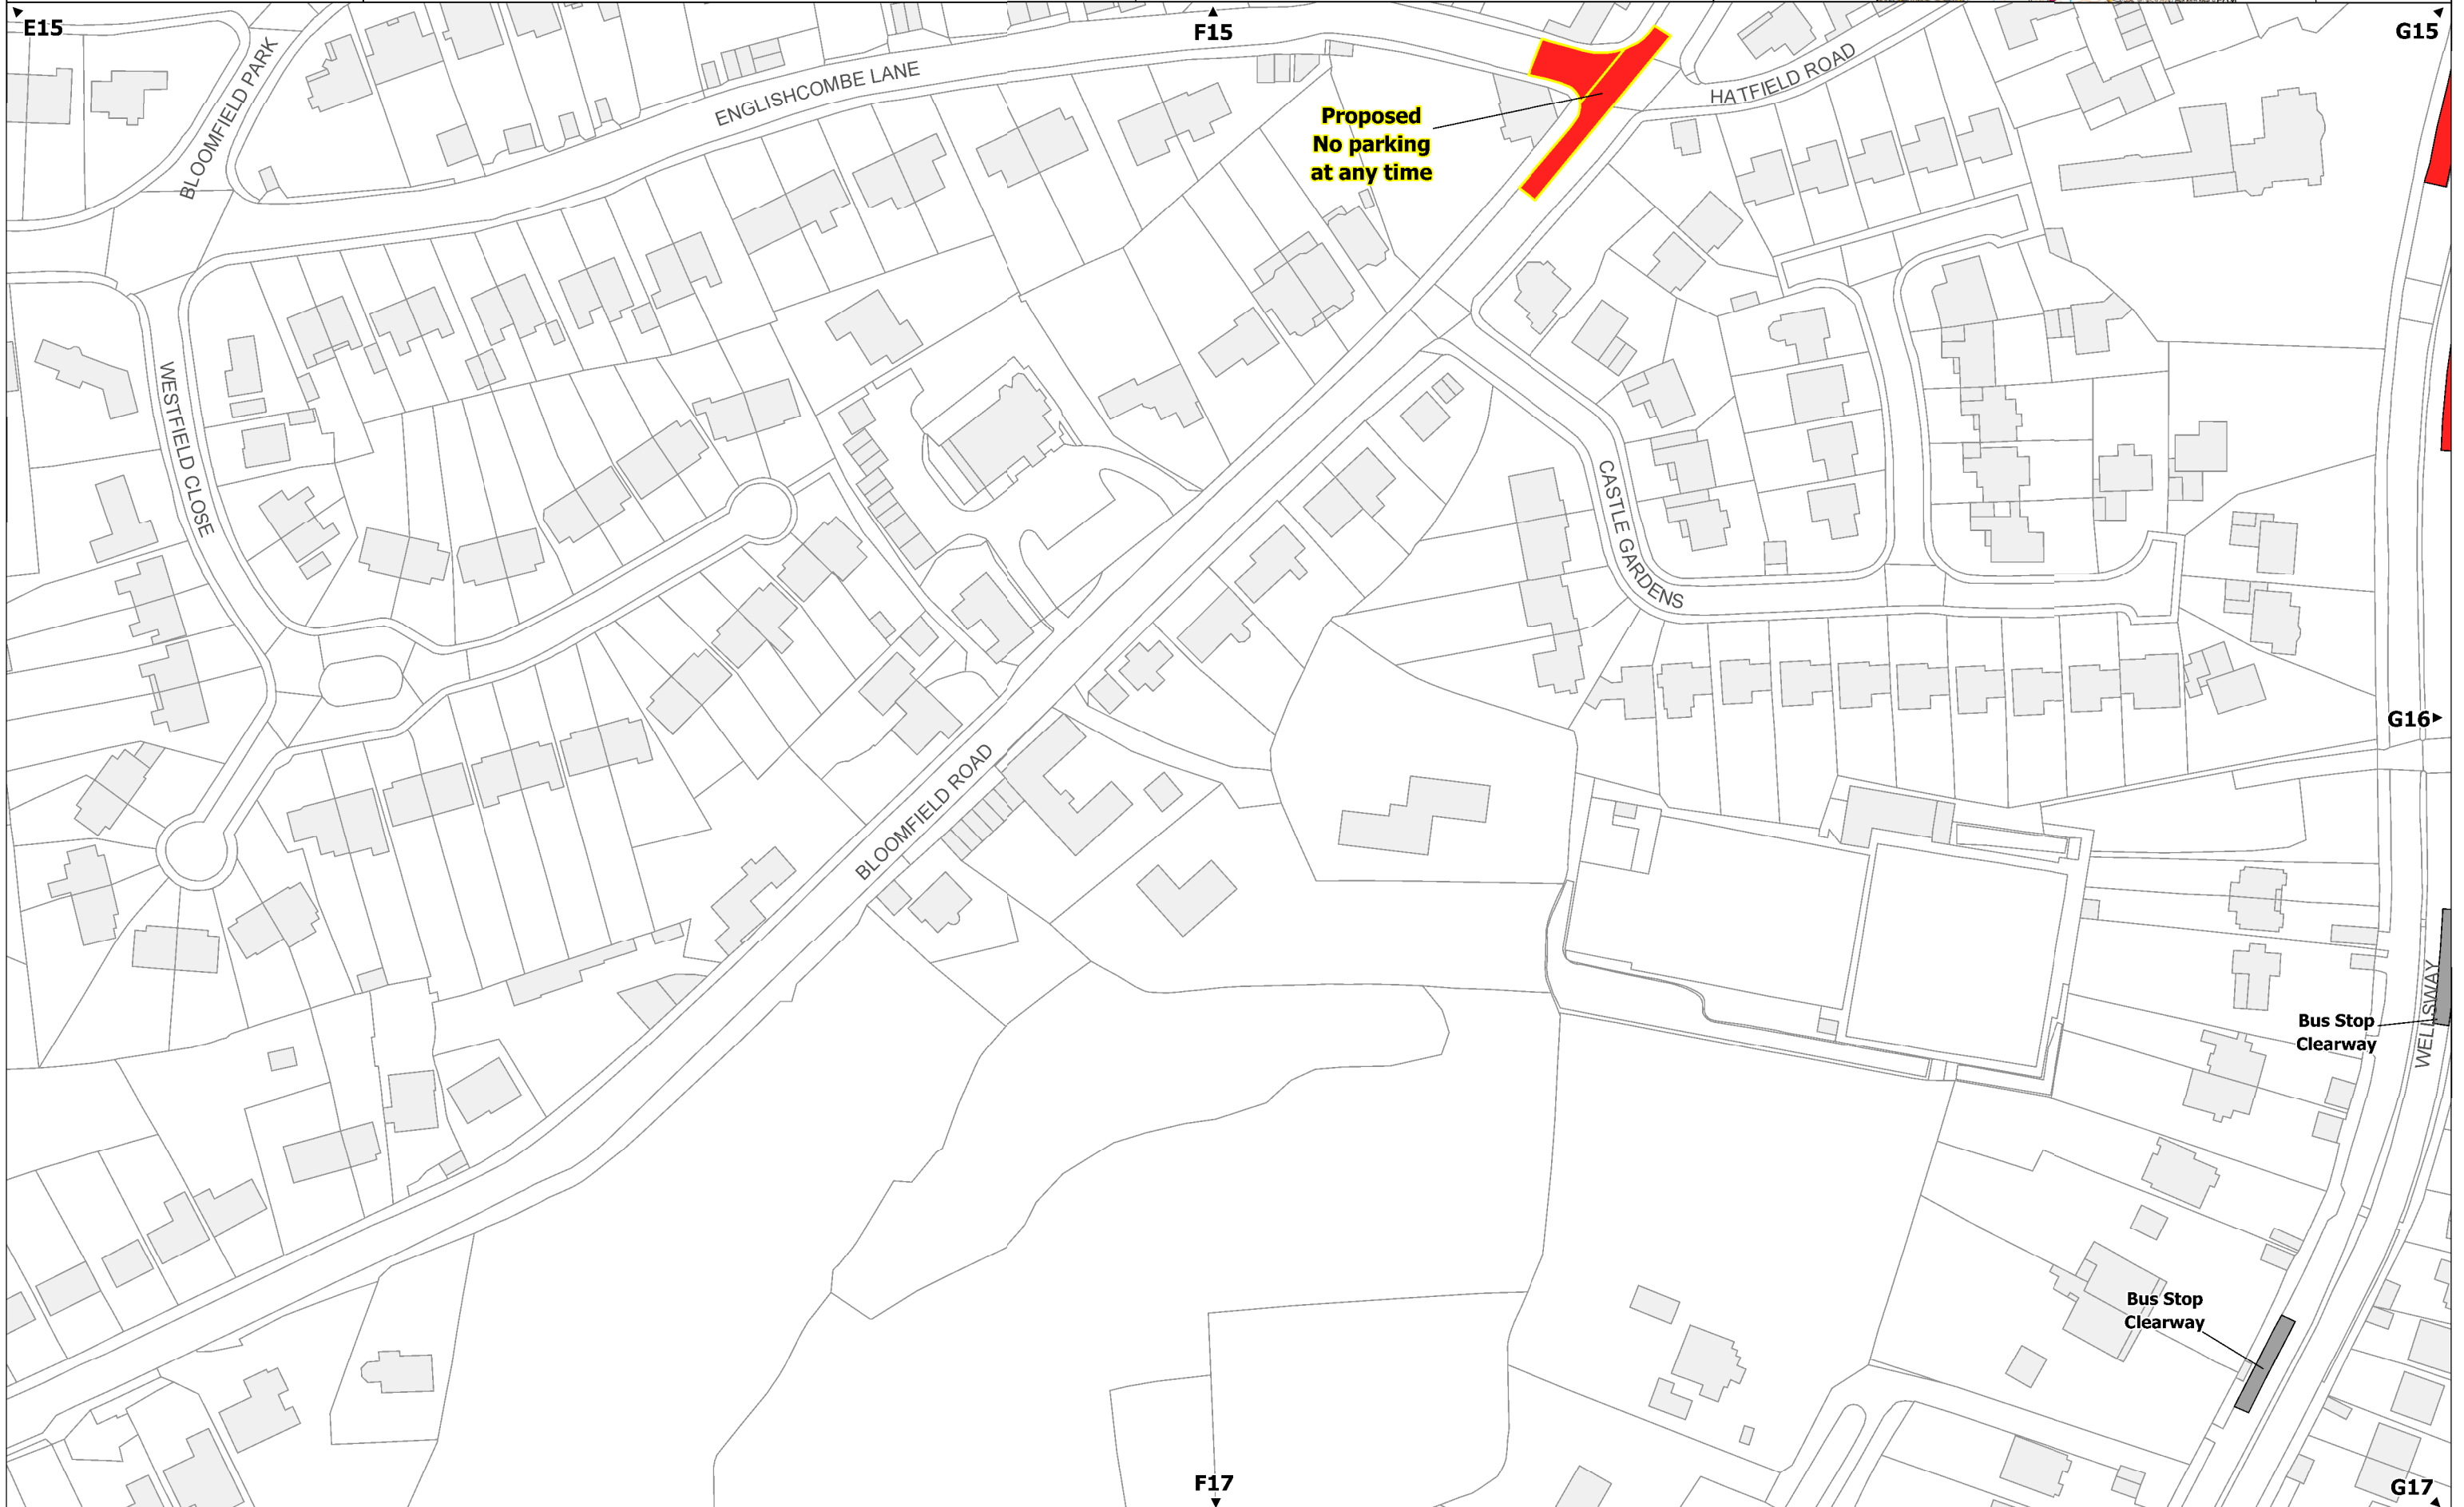 E15
F15
G15
BLOOMFIELD PARK
ENGLISHCOMBE LANE
HATFIELD ROAD
Proposed
No parking
at any time
WESTFIELD CLOSE
CASTLE GARDENS
G16
BLOOMFIELD ROAD
WELLSWAY
Bus Stop
Clearway
Bus Stop
Clearway
F17
G17